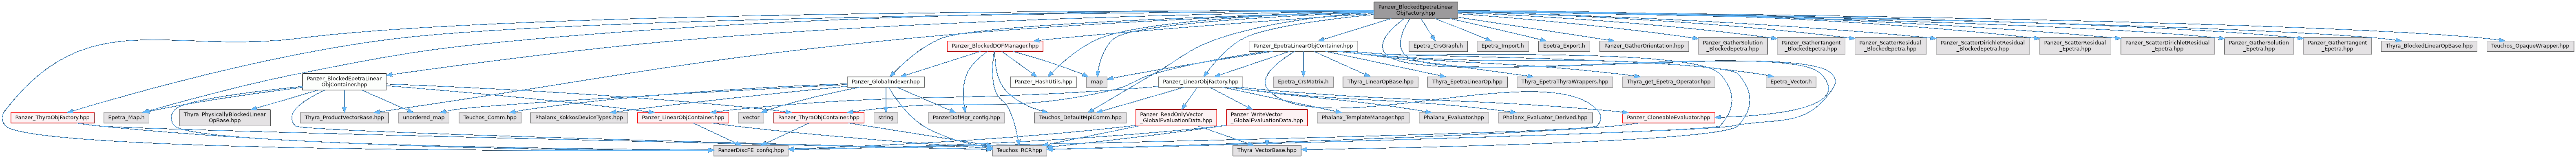 Panzer_BlockedEpetraLinear
ObjFactory.hpp
Panzer_BlockedDOFManager.hpp
Panzer_EpetraLinearObjContainer.hpp
Epetra_CrsGraph.h
Epetra_Import.h
Epetra_Export.h
Panzer_GatherOrientation.hpp
Panzer_GatherSolution
_BlockedEpetra.hpp
Panzer_GatherTangent
_BlockedEpetra.hpp
Panzer_ScatterResidual
_BlockedEpetra.hpp
Panzer_ScatterDirichletResidual
_BlockedEpetra.hpp
Panzer_ScatterResidual
_Epetra.hpp
Panzer_ScatterDirichletResidual
_Epetra.hpp
Panzer_GatherSolution
_Epetra.hpp
Panzer_GatherTangent
_Epetra.hpp
Thyra_BlockedLinearOpBase.hpp
Teuchos_OpaqueWrapper.hpp
Panzer_BlockedEpetraLinear
ObjContainer.hpp
Panzer_GlobalIndexer.hpp
Panzer_HashUtils.hpp
map
Panzer_LinearObjFactory.hpp
Epetra_CrsMatrix.h
Thyra_LinearOpBase.hpp
Thyra_EpetraLinearOp.hpp
Thyra_EpetraThyraWrappers.hpp
Thyra_get_Epetra_Operator.hpp
Epetra_Vector.h
Panzer_ThyraObjFactory.hpp
Epetra_Map.h
Thyra_PhysicallyBlockedLinear
OpBase.hpp
Thyra_ProductVectorBase.hpp
unordered_map
Teuchos_Comm.hpp
Phalanx_KokkosDeviceTypes.hpp
Panzer_LinearObjContainer.hpp
vector
Panzer_ThyraObjContainer.hpp
string
PanzerDofMgr_config.hpp
Teuchos_DefaultMpiComm.hpp
Panzer_ReadOnlyVector
_GlobalEvaluationData.hpp
Panzer_WriteVector
_GlobalEvaluationData.hpp
Phalanx_TemplateManager.hpp
Phalanx_Evaluator.hpp
Phalanx_Evaluator_Derived.hpp
Panzer_CloneableEvaluator.hpp
PanzerDiscFE_config.hpp
Teuchos_RCP.hpp
Thyra_VectorBase.hpp